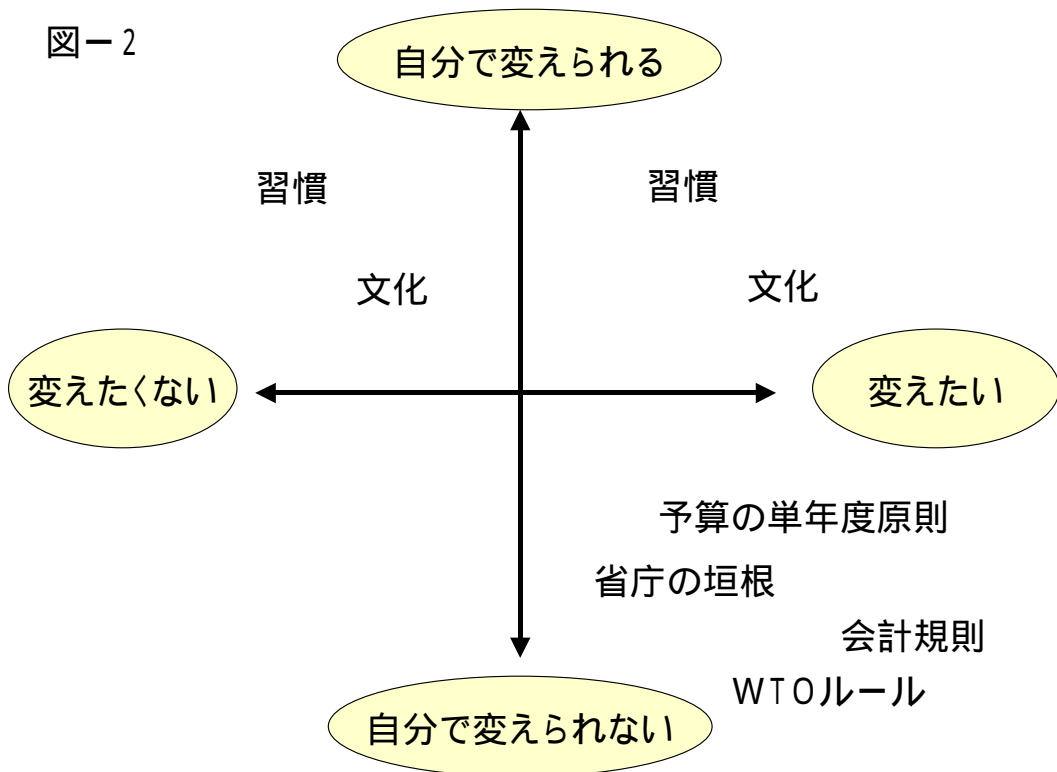 図ー2
自分で変えられる
習慣
習慣
文化
文化
変えたくない
変えたい
予算の単年度原則
省庁の垣根
会計規則
WTOルール
自分で変えられない